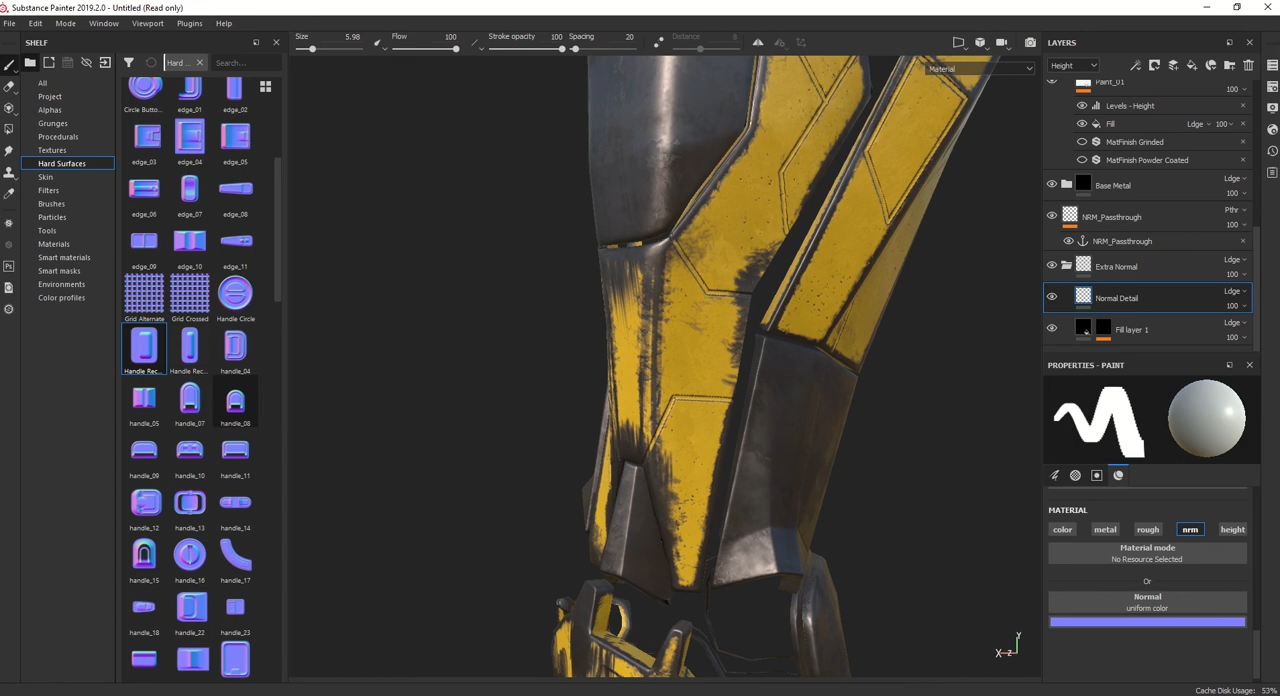 Substance Painter 2019.2.0 - Untitled (Read only)
File Edit Mode Window Viewport Plugins Help
SHELF
Size 5.98 Flow 100 Stroke opacity 100 Spacing 20 Distance 8
Hard ... Search...
All
Project
Alphas
Grunges
Procedurals
Textures
Hard Surfaces
Skin
Filters
Brushes
Particles
Tools
Materials
Smart materials
Smart masks
Environments
Color profiles
Circle Butto... edge_01 edge_02
edge_03 edge_04 edge_05
edge_06 edge_07 edge_08
edge_09 edge_10 edge_11
Grid Alternate Grid Crossed Handle Circle
Handle Rec... Handle Rec... handle_04
handle_05 handle_07 handle_08
handle_09 handle_10 handle_11
handle_12 handle_13 handle_14
handle_15 handle_16 handle_17
handle_18 handle_22 handle_23
Material
Y
X Z
LAYERS
Height
Paint_01
100
Levels - Height
Fill Ldge 100
MatFinish Grinded
MatFinish Powder Coated
Base Metal Ldge
100
NRM_Passthrough Pthr
100
NRM_Passthrough
Extra Normal Ldge
100
Normal Detail Ldge
100
Fill layer 1 Ldge
100
PROPERTIES - PAINT
MATERIAL
color metal rough nrm height
Material mode
No Resource Selected
Or
Normal
uniform color
Cache Disk Usage: 53%
Ps